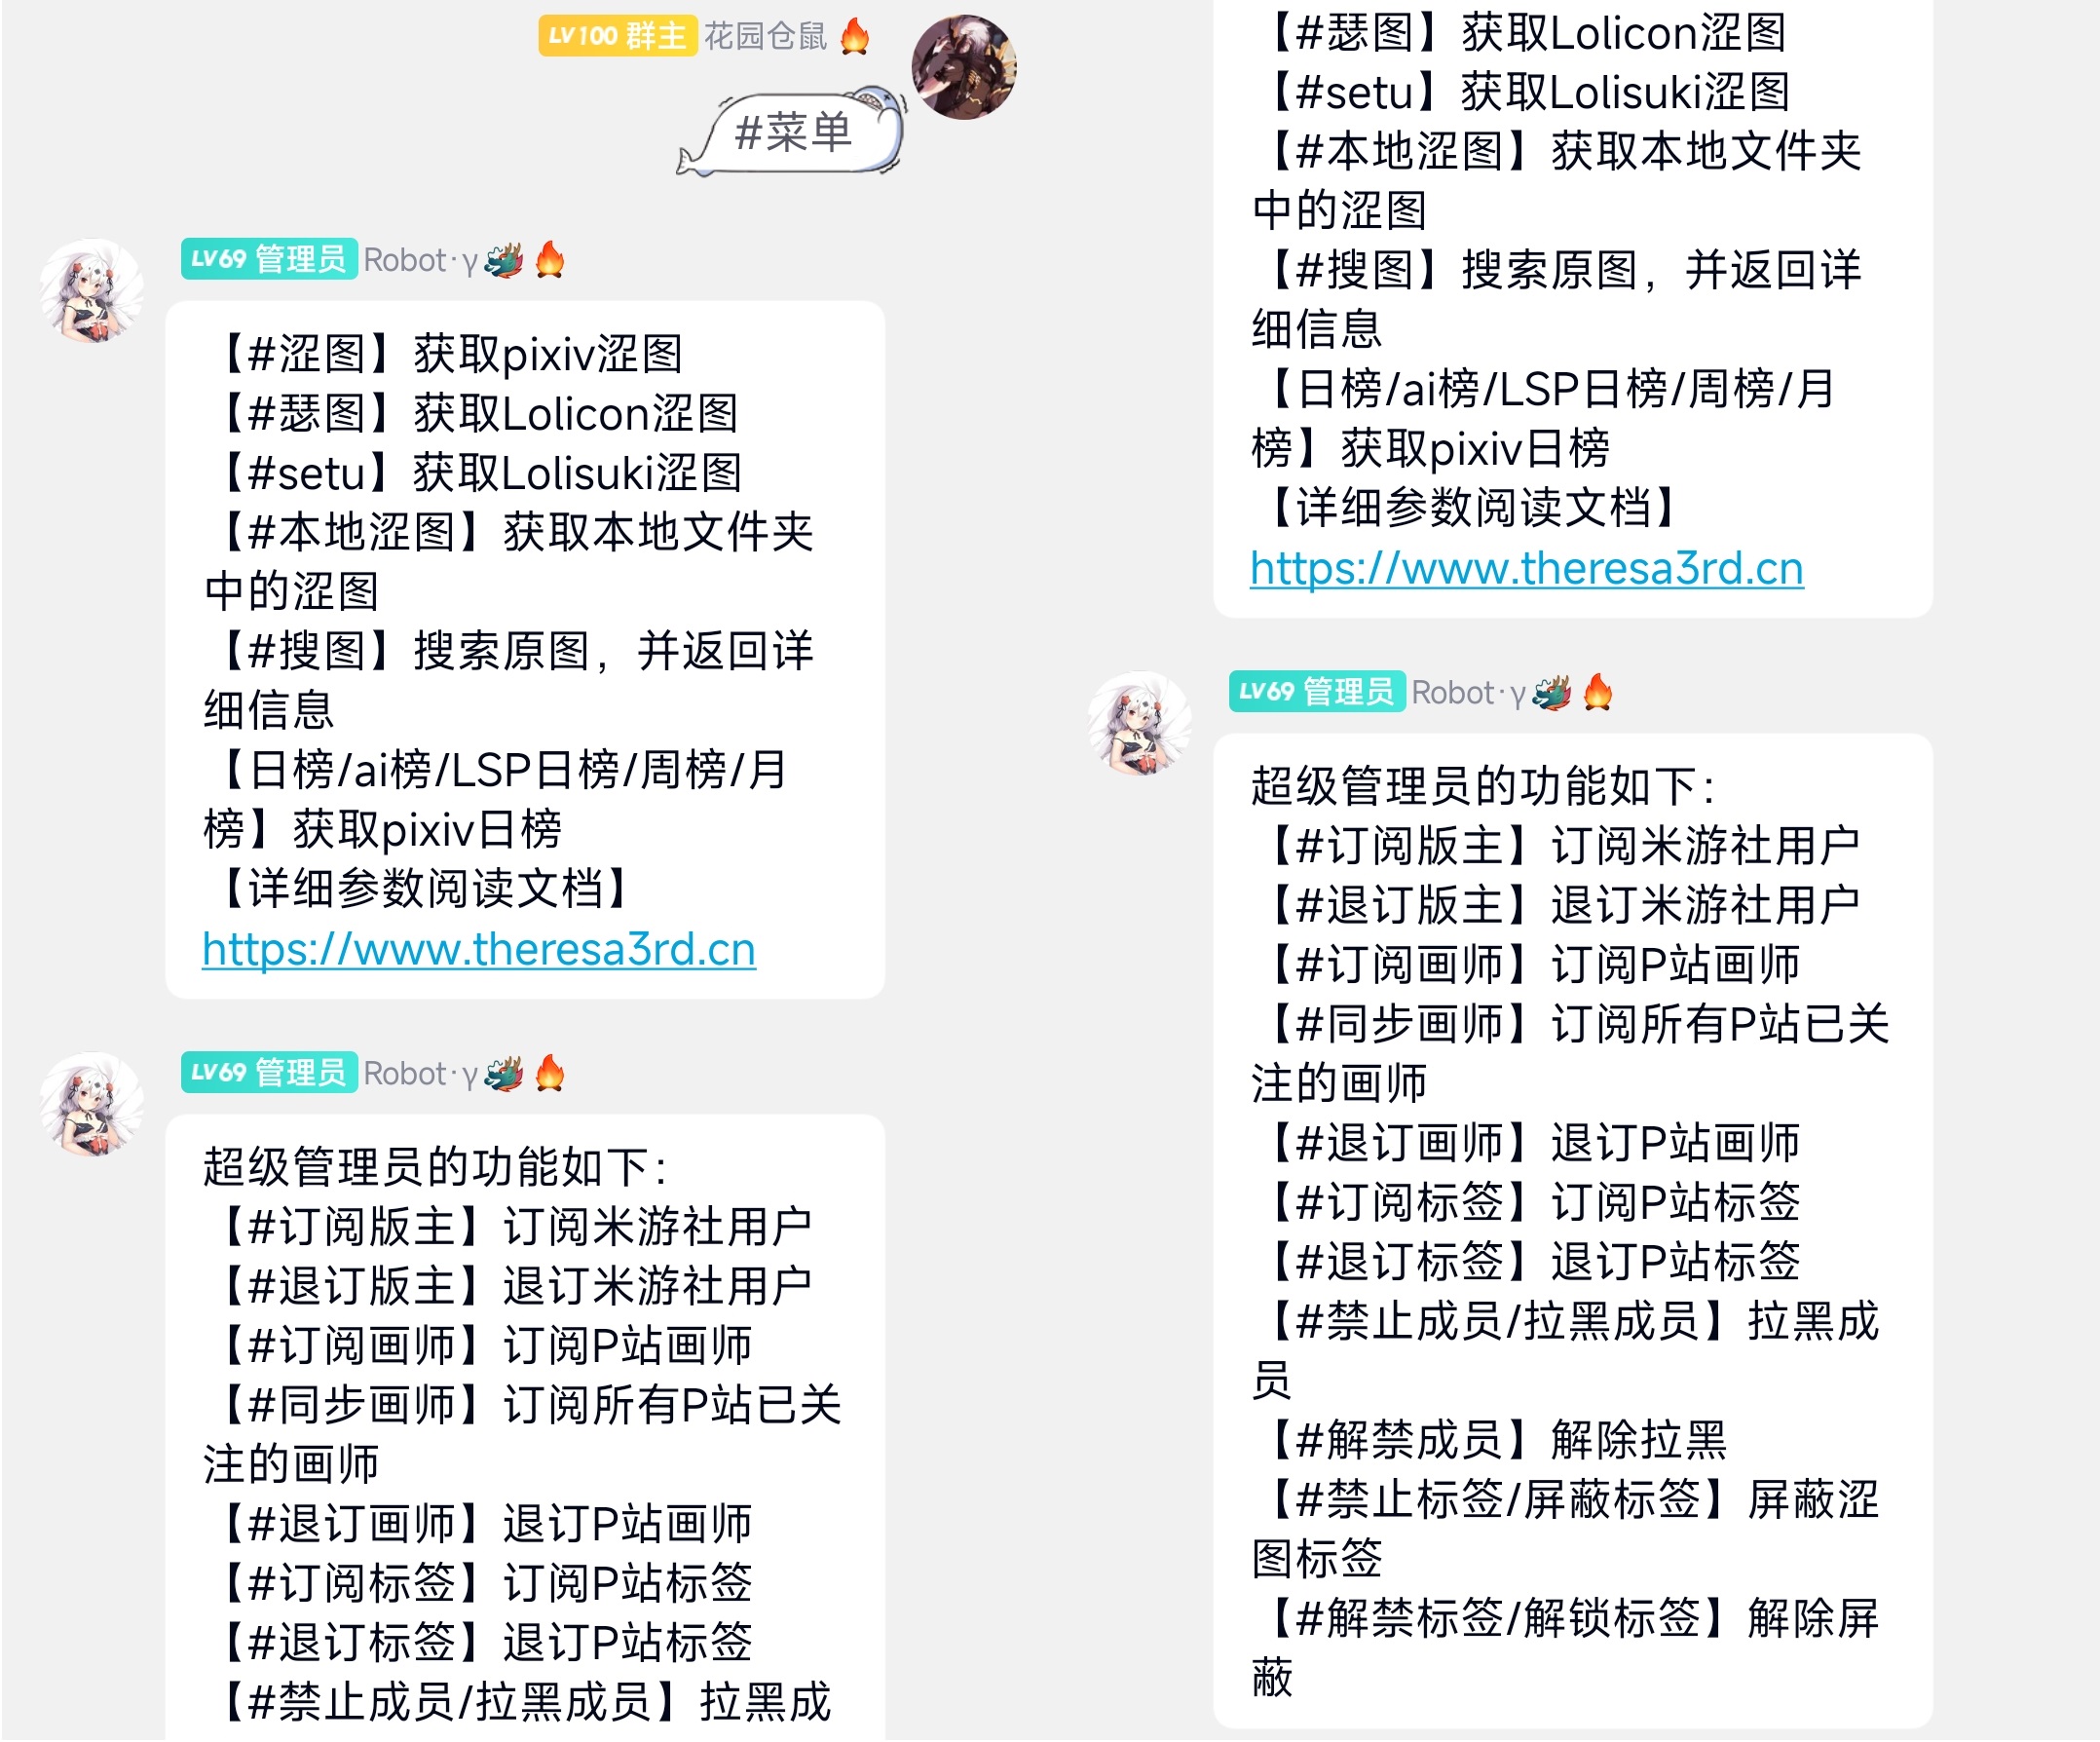 LV100 群主 花园仓鼠
#菜单
LV69 管理员 Robot·γ
【#涩图】获取pixiv涩图
【#瑟图】获取Lolicon涩图
【#setu】获取Lolisuki涩图
【#本地涩图】获取本地文件夹
中的涩图
【#搜图】搜索原图，并返回详
细信息
【日榜/ai榜/LSP日榜/周榜/月
榜】获取pixiv日榜
【详细参数阅读文档】
https://www.theresa3rd.cn
LV69 管理员 Robot·γ
超级管理员的功能如下：
【#订阅版主】订阅米游社用户
【#退订版主】退订米游社用户
【#订阅画师】订阅P站画师
【#同步画师】订阅所有P站已关
注的画师
【#退订画师】退订P站画师
【#订阅标签】订阅P站标签
【#退订标签】退订P站标签
【#禁止成员/拉黑成员】拉黑成
【#瑟图】获取Lolicon涩图
【#setu】获取Lolisuki涩图
【#本地涩图】获取本地文件夹
中的涩图
【#搜图】搜索原图，并返回详
细信息
【日榜/ai榜/LSP日榜/周榜/月
榜】获取pixiv日榜
【详细参数阅读文档】
https://www.theresa3rd.cn
LV69 管理员 Robot·γ
超级管理员的功能如下：
【#订阅版主】订阅米游社用户
【#退订版主】退订米游社用户
【#订阅画师】订阅P站画师
【#同步画师】订阅所有P站已关
注的画师
【#退订画师】退订P站画师
【#订阅标签】订阅P站标签
【#退订标签】退订P站标签
【#禁止成员/拉黑成员】拉黑成
员
【#解禁成员】解除拉黑
【#禁止标签/屏蔽标签】屏蔽涩
图标签
【#解禁标签/解锁标签】解除屏
蔽